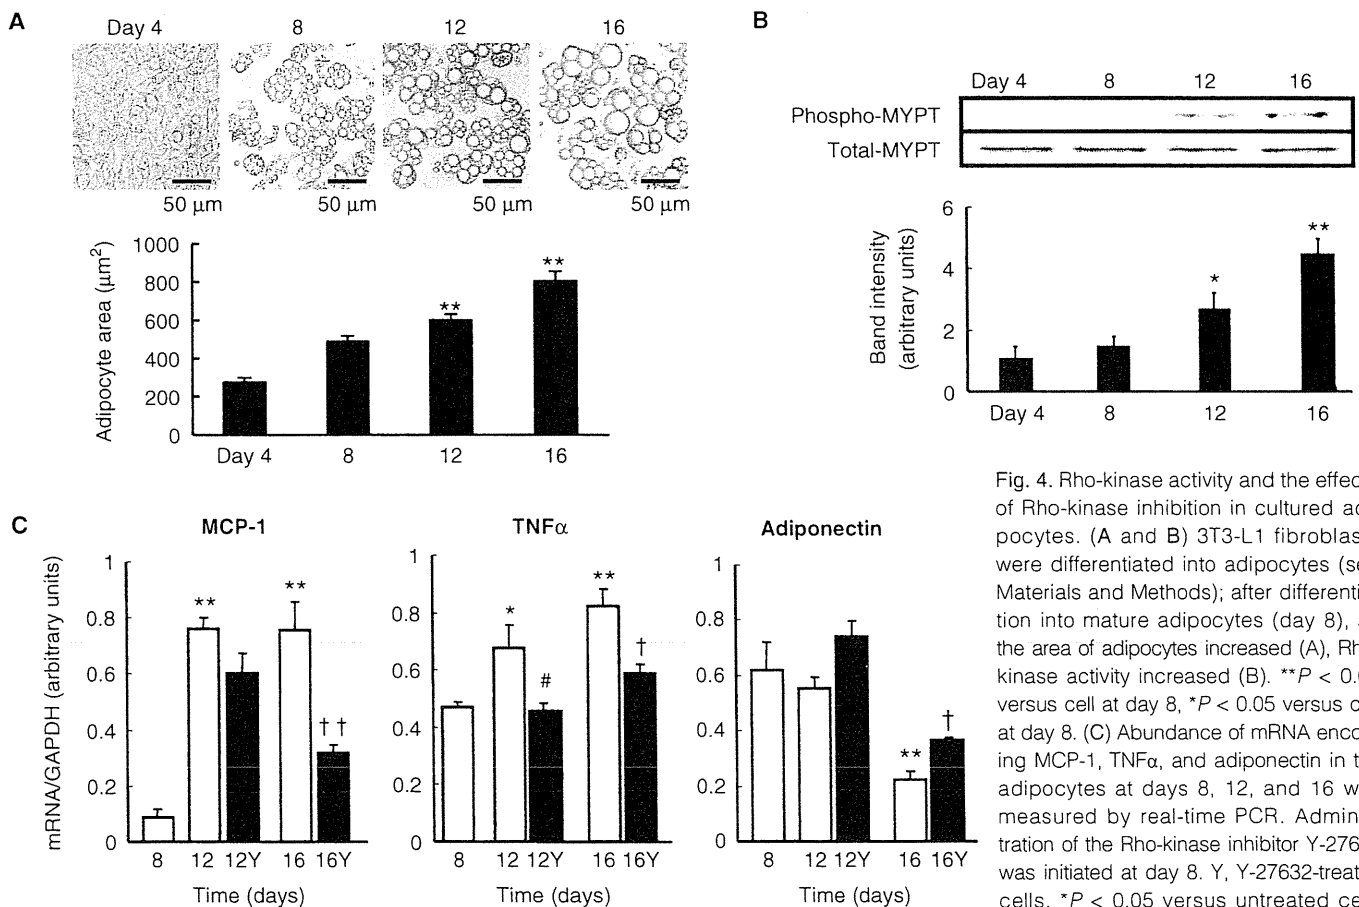 A
Day 4 8 12 16
50 μm 50 μm 50 μm 50 μm
Adipocyte area (μm²)
1000
800
600
400
200
0
** **
Day 4 8 12 16
B
Day 4 8 12 16
Phospho-MYPT
Total-MYPT
Band intensity
(arbitrary units)
6
4
2
0
* **
Day 4 8 12 16
C
mRNA/GAPDH (arbitrary units)
MCP-1
1
0.8
0.6
0.4
0.2
0
** ** ††
8 12 12Y 16 16Y
Time (days)
TNFα
1
0.8
0.6
0.4
0.2
0
* # ** †
8 12 12Y 16 16Y
Time (days)
Adiponectin
1
0.8
0.6
0.4
0.2
0
** †
8 12 12Y 16 16Y
Time (days)
Fig. 4. Rho-kinase activity and the effec
of Rho-kinase inhibition in cultured ad
pocytes. (A and B) 3T3-L1 fibroblas
were differentiated into adipocytes (se
Materials and Methods); after differenti
tion into mature adipocytes (day 8),
the area of adipocytes increased (A), Rh
kinase activity increased (B). **P < 0.0
versus cell at day 8, *P < 0.05 versus c
at day 8. (C) Abundance of mRNA enco
ing MCP-1, TNFα, and adiponectin in t
adipocytes at days 8, 12, and 16 w
measured by real-time PCR. Admin
tration of the Rho-kinase inhibitor Y-276
was initiated at day 8. Y, Y-27632-treat
cells. *P < 0.05 versus untreated ce